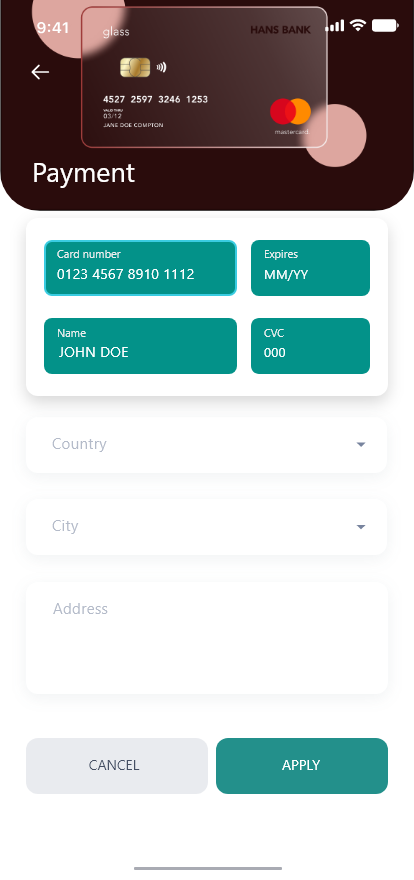 9:41
glass
HANS BANK
4527 2597 3246 1253
VALID THRU
03/12
JANE DOE COMPTON
mastercard.
Payment
Card number
0123 4567 8910 1112
Expires
MM/YY
Name
JOHN DOE
CVC
000
Country
City
Address
CANCEL
APPLY